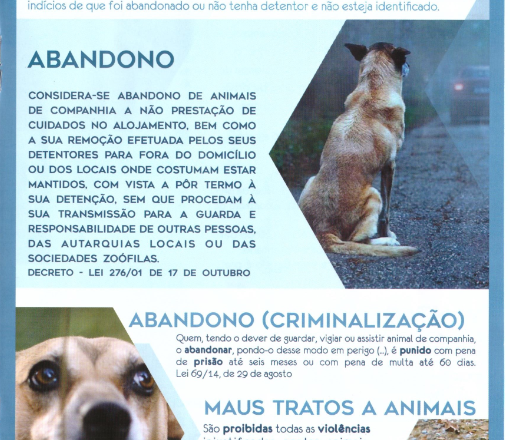 indícios de que foi abandonado ou não tenha detentor e não esteja identificado.
ABANDONO
CONSIDERA-SE ABANDONO DE ANIMAIS
DE COMPANHIA A NÃO PRESTAÇÃO DE
CUIDADOS NO ALOJAMENTO, BEM COMO
A SUA REMOÇÃO EFETUADA PELOS SEUS
DETENTORES PARA FORA DO DOMICÍLIO
OU DOS LOCAIS ONDE COSTUMAM ESTAR
MANTIDOS, COM VISTA A PÔR TERMO À
SUA DETENÇÃO, SEM QUE PROCEDAM À
SUA TRANSMISSÃO PARA A GUARDA E
RESPONSABILIDADE DE OUTRAS PESSOAS,
DAS AUTARQUIAS LOCAIS OU DAS
SOCIEDADES ZOÓFILAS.
DECRETO - LEI 276/01 DE 17 DE OUTUBRO
ABANDONO (CRIMINALIZAÇÃO)
Quem, tendo o dever de guardar, vigiar ou assistir animal de companhia,
o abandonar, pondo-o desse modo em perigo (...), é punido com pena
de prisão até seis meses ou com pena de multa até 60 dias.
Lei 69/14, de 29 de agosto
MAUS TRATOS A ANIMAIS
São proibidas todas as violências